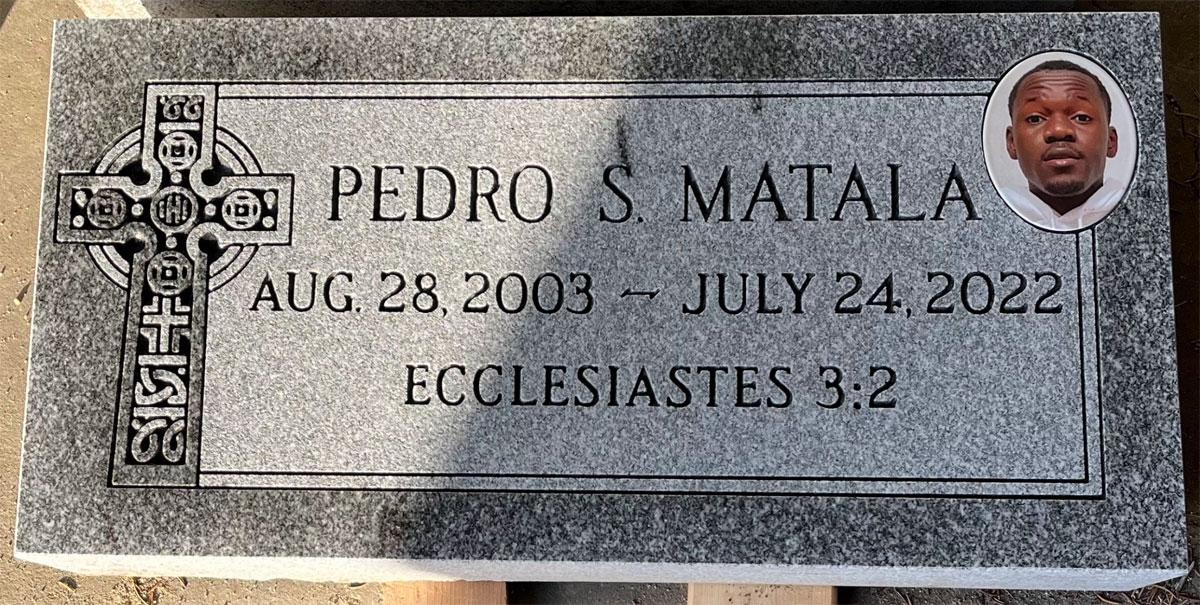 PEDRO S. MATALA
AUG. 28, 2003 ~ JULY 24, 2022
ECCLESIASTES 3:2